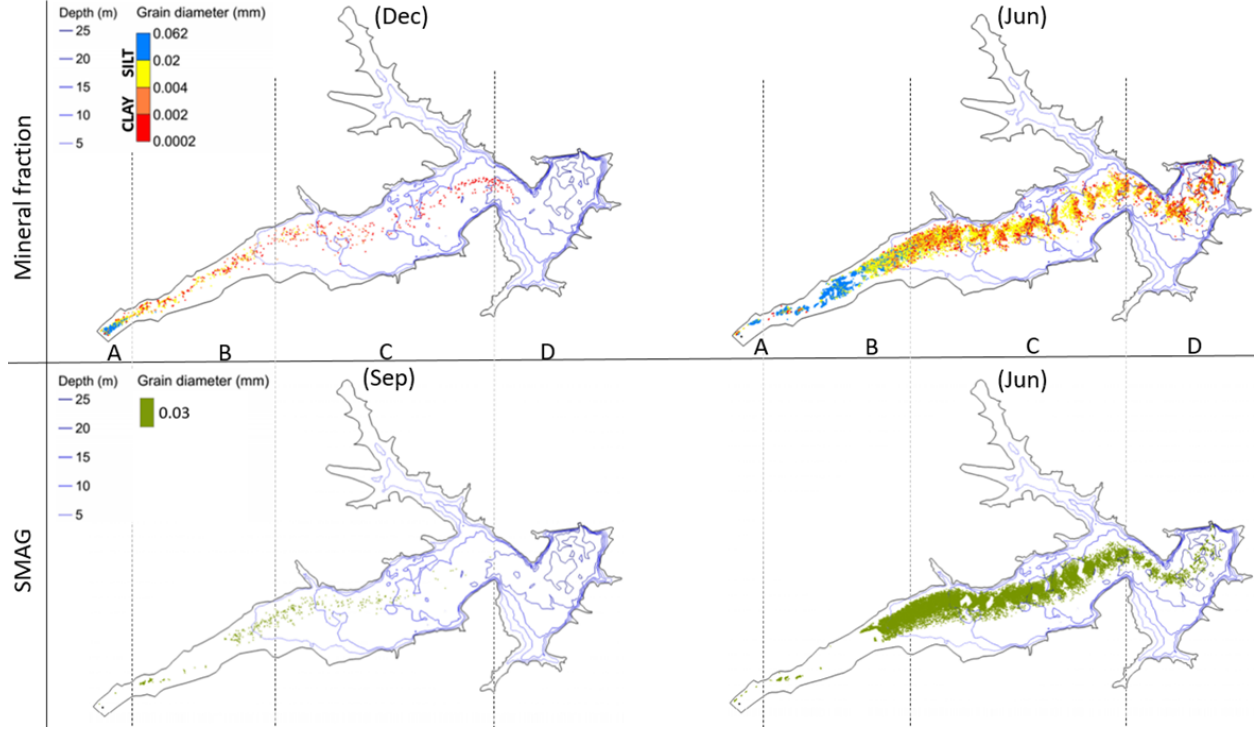 Depth (m)
Grain diameter (mm)
(Dec)
(Jun)
25
20
15
10
5
SILT
CLAY
0.062
0.02
0.004
0.002
0.0002
Mineral fraction
A
B
C
D
A
B
C
D
Depth (m)
Grain diameter (mm)
(Sep)
(Jun)
25
20
15
10
5
0.03
SMAG